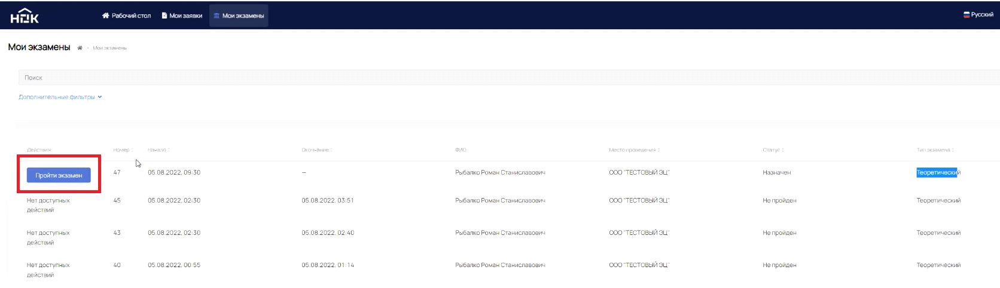 НОК
Рабочий стол Мои заявки Мои экзамены Русский
Мои экзамены - Мои экзамены
Поиск
Дополнительные фильтры
Действия Номер Начало Окончание ФИО Место проведения Статус Тип экзамена
Пройти экзамен 47 05.08.2022, 09:30 — Рыбалко Роман Станиславович ООО "ТЕСТОВЫЙ ЭЦ" Назначен Теоретический
Нет доступных действий 45 05.08.2022, 02:30 05.08.2022, 03:51 Рыбалко Роман Станиславович ООО "ТЕСТОВЫЙ ЭЦ" Не пройден Теоретический
Нет доступных действий 43 05.08.2022, 02:30 05.08.2022, 02:40 Рыбалко Роман Станиславович ООО "ТЕСТОВЫЙ ЭЦ" Не пройден Теоретический
Нет доступных действий 40 05.08.2022, 00:55 05.08.2022, 01:14 Рыбалко Роман Станиславович ООО "ТЕСТОВЫЙ ЭЦ" Не пройден Теоретический